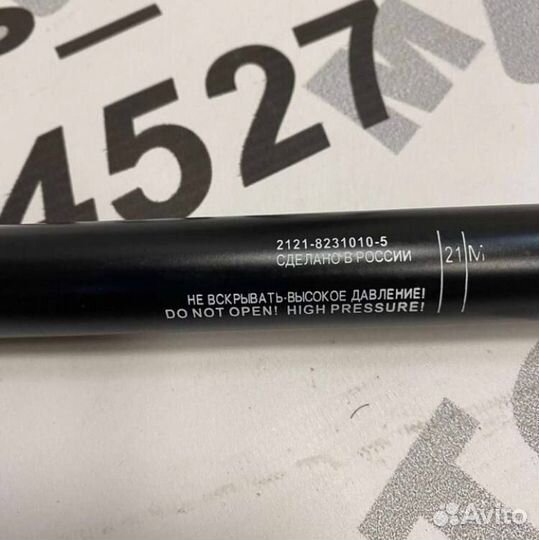 4527
2121-8231010-5
СДЕЛАНО В РОССИИ
21 M
НЕ ВСКРЫВАТЬ-ВЫСОКОЕ ДАВЛЕНИЕ!
DO NOT OPEN! HIGH PRESSURE!
Avito